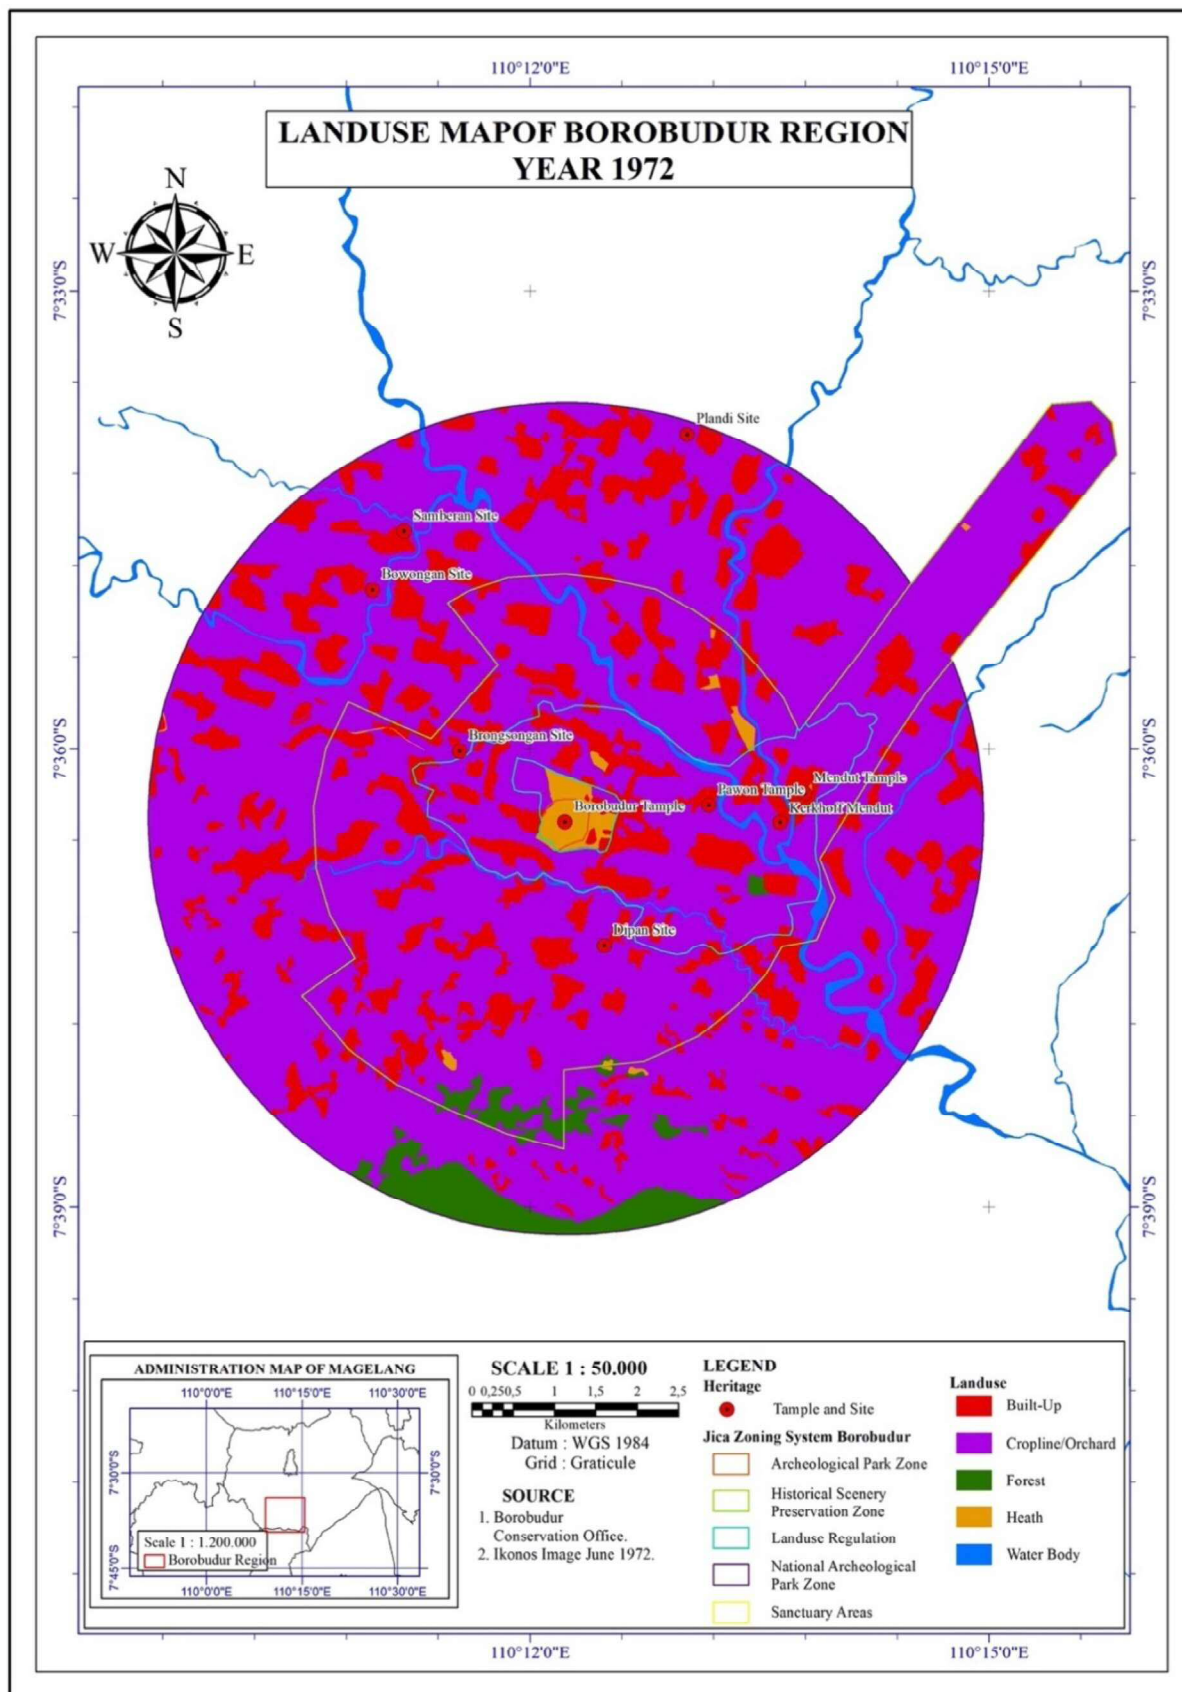 110°12'0"E
110°15'0"E
LANDUSE MAPOF BOROBUDUR REGION
YEAR 1972
N
W
E
S
7°33'0"S
7°33'0"S
Plandi Site
Samberan Site
Bowongan Site
7°36'0"S
7°36'0"S
Brongsongan Site
Mendut Tample
Pawon Tample
Borobudur Tample
Kerkhoff Mendut
Dipan Site
7°39'0"S
7°39'0"S
ADMINISTRATION MAP OF MAGELANG
110°0'0"E
110°15'0"E
110°30'0"E
7°30'0"S
7°30'0"S
7°45'0"S
7°45'0"S
Scale 1 : 1.200.000
Borobudur Region
110°0'0"E
110°15'0"E
110°30'0"E
SCALE 1 : 50.000
0 0,25 0,5 1 1,5 2 2,5
Kilometers
Datum : WGS 1984
Grid : Graticule
SOURCE
1. Borobudur
Conservation Office.
2. Ikonos Image June 1972.
LEGEND
Heritage
Tample and Site
Jica Zoning System Borobudur
Archeological Park Zone
Historical Scenery
Preservation Zone
Landuse Regulation
National Archeological
Park Zone
Sanctuary Areas
Landuse
Built-Up
Cropline/Orchard
Forest
Heath
Water Body
110°12'0"E
110°15'0"E